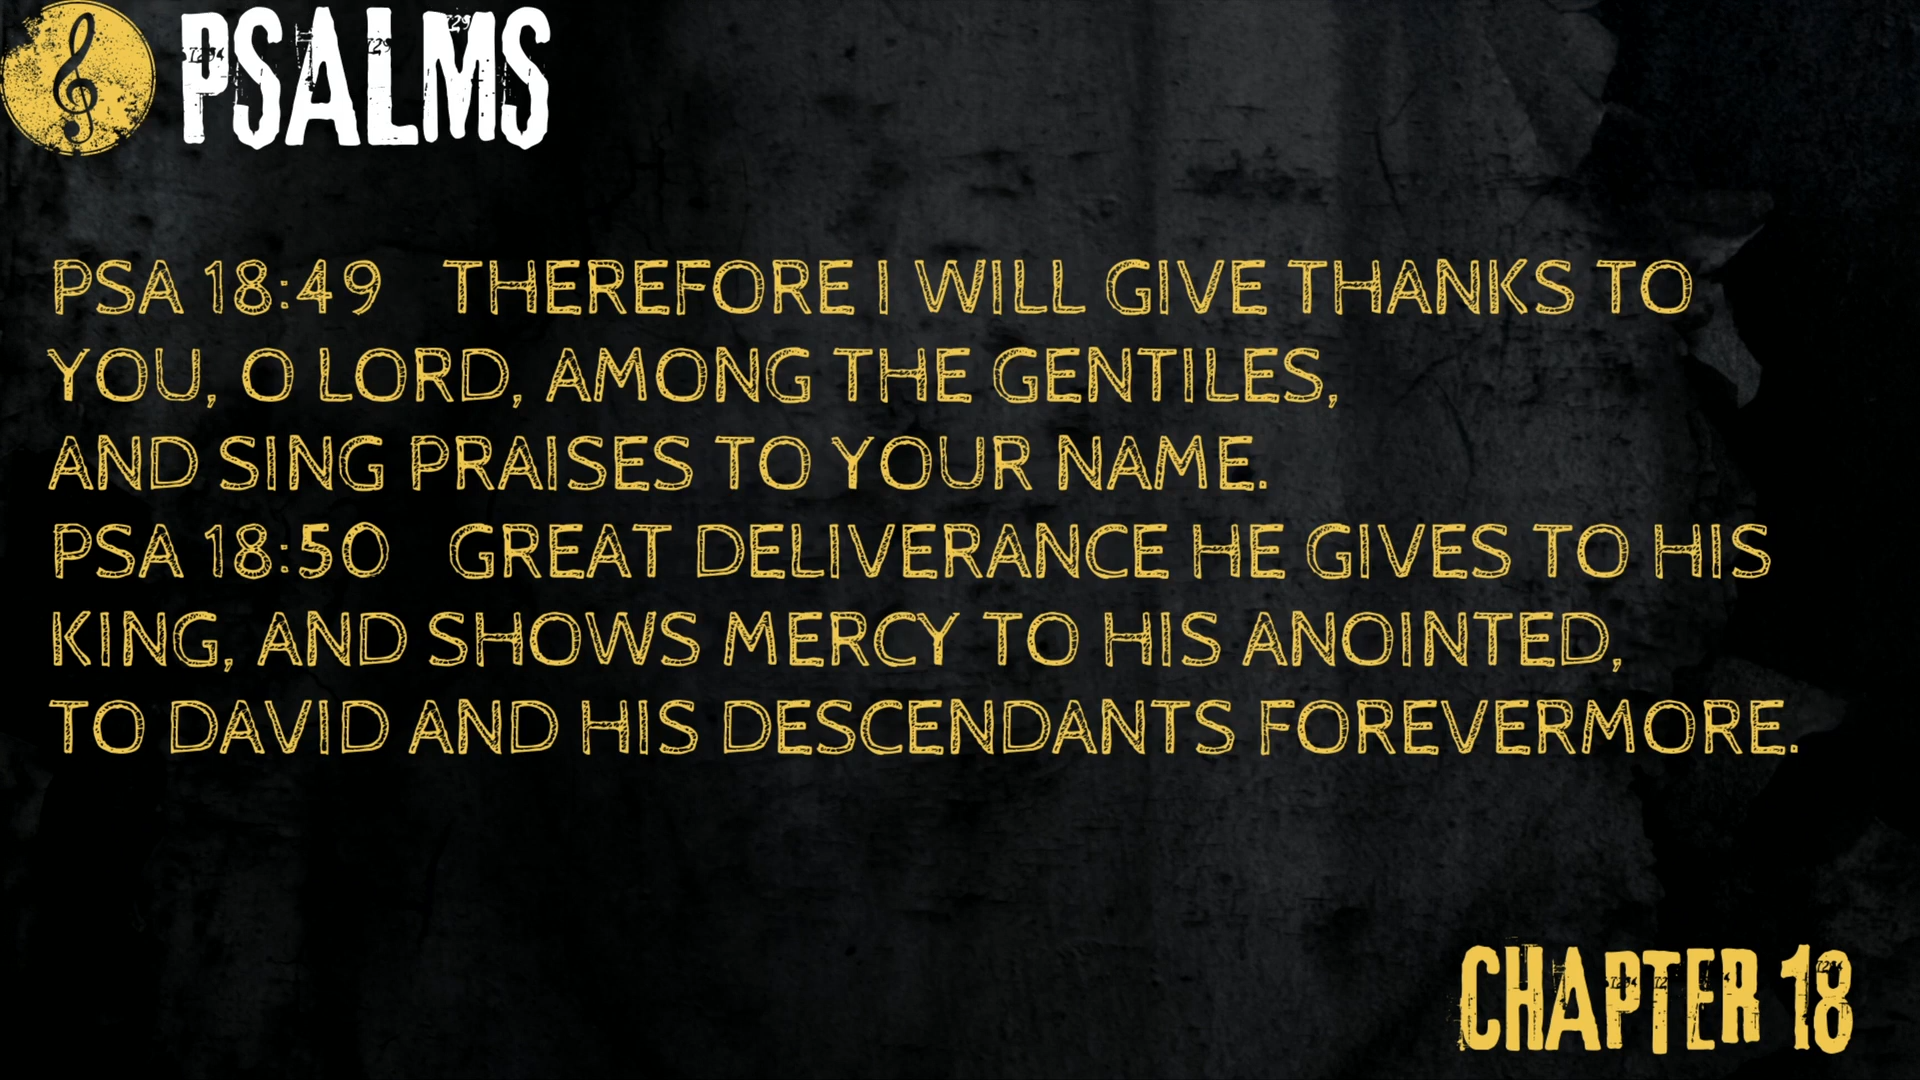 PSALMS
PSA 18:49 THEREFORE I WILL GIVE THANKS TO
YOU, O LORD, AMONG THE GENTILES,
AND SING PRAISES TO YOUR NAME.
PSA 18:50 GREAT DELIVERANCE HE GIVES TO HIS
KING, AND SHOWS MERCY TO HIS ANOINTED,
TO DAVID AND HIS DESCENDANTS FOREVERMORE.
CHAPTER 18